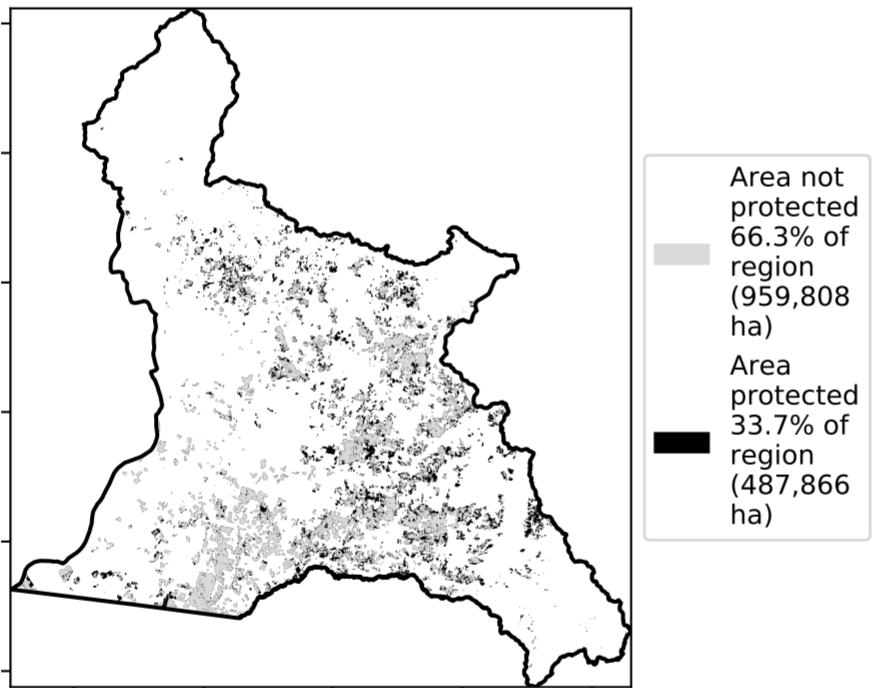 Area not
protected
66.3% of
region
(959,808
ha)
Area
protected
33.7% of
region
(487,866
ha)